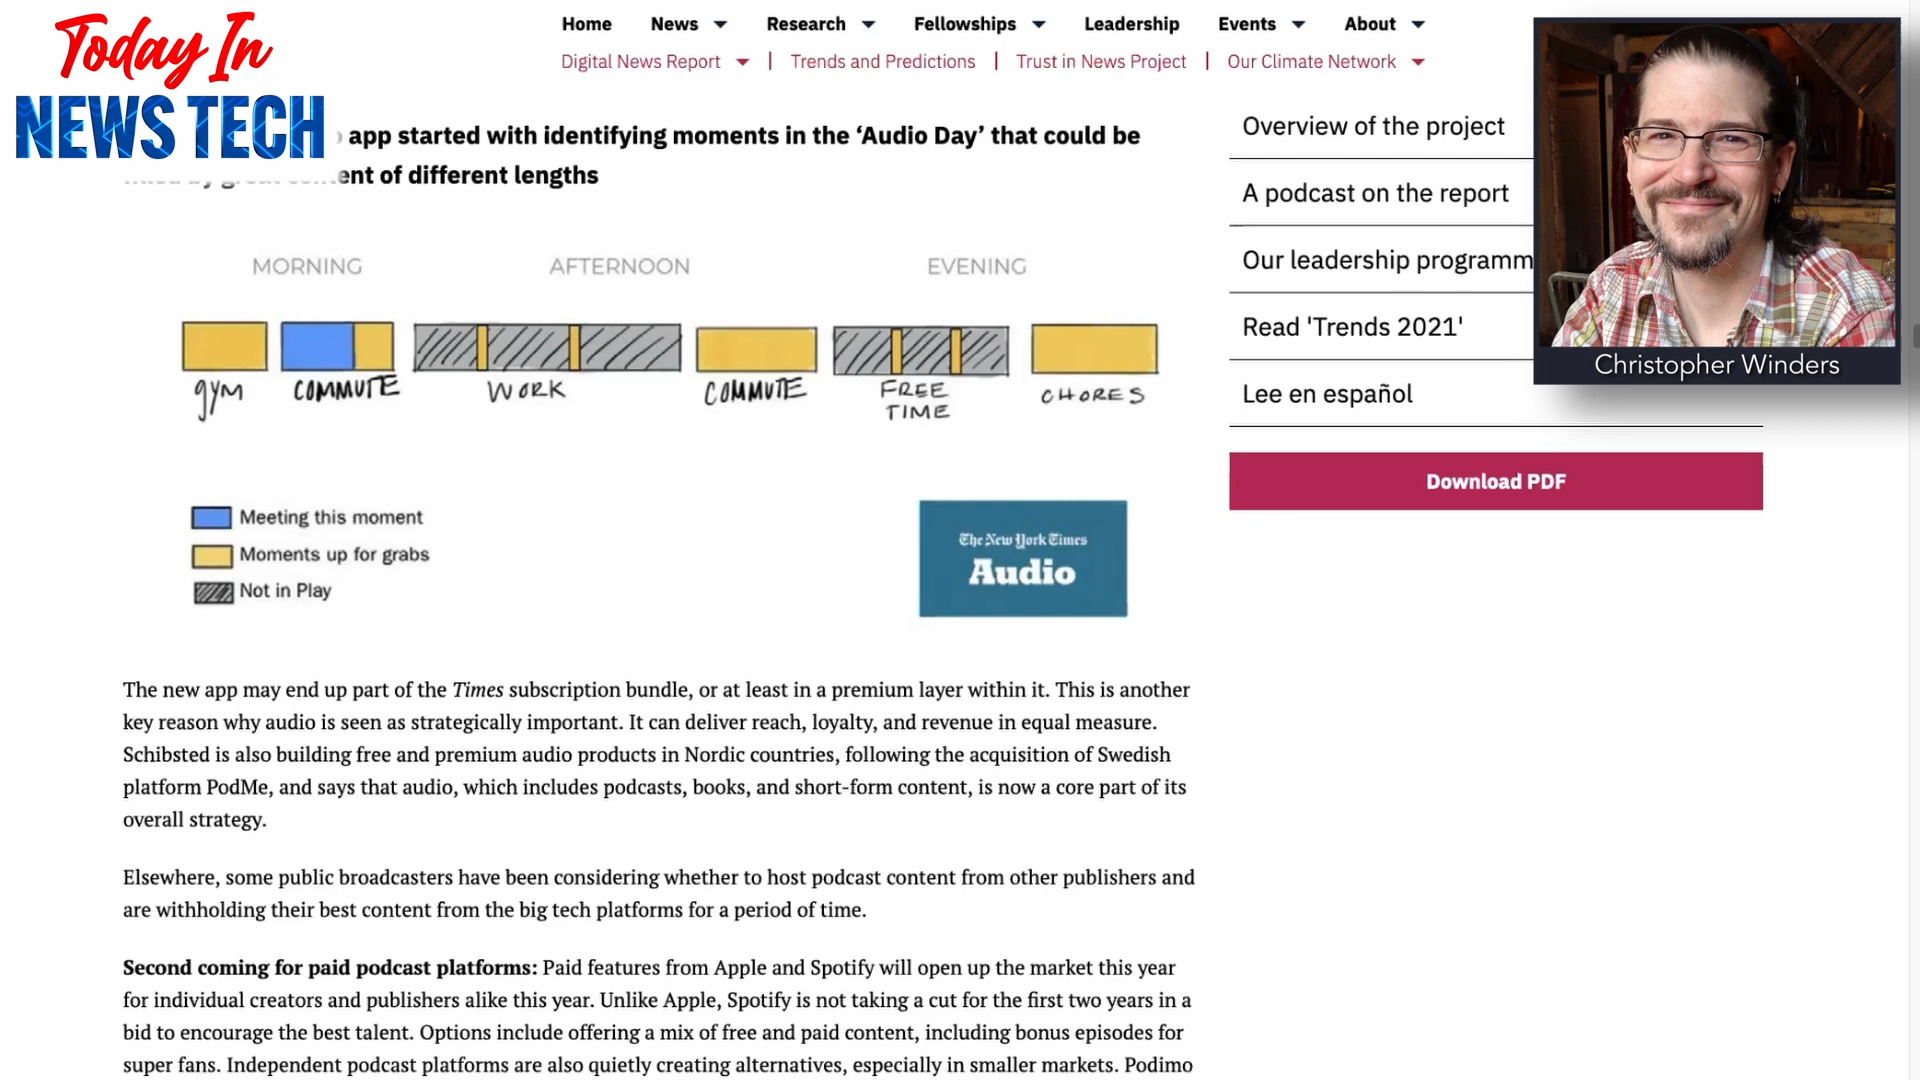 Today In
NEWS TECH
Home News Research Fellowships Leadership Events About
Digital News Report | Trends and Predictions | Trust in News Project | Our Climate Network
app started with identifying moments in the ‘Audio Day’ that could be
ent of different lengths
MORNING AFTERNOON EVENING
gym COMMUTE WORK COMMUTE FREE TIME CHORES
Meeting this moment
Moments up for grabs
Not in Play
The New York Times
Audio
The new app may end up part of the Times subscription bundle, or at least in a premium layer within it. This is another
key reason why audio is seen as strategically important. It can deliver reach, loyalty, and revenue in equal measure.
Schibsted is also building free and premium audio products in Nordic countries, following the acquisition of Swedish
platform PodMe, and says that audio, which includes podcasts, books, and short-form content, is now a core part of its
overall strategy.
Elsewhere, some public broadcasters have been considering whether to host podcast content from other publishers and
are withholding their best content from the big tech platforms for a period of time.
Second coming for paid podcast platforms: Paid features from Apple and Spotify will open up the market this year
for individual creators and publishers alike this year. Unlike Apple, Spotify is not taking a cut for the first two years in a
bid to encourage the best talent. Options include offering a mix of free and paid content, including bonus episodes for
super fans. Independent podcast platforms are also quietly creating alternatives, especially in smaller markets. Podimo
Overview of the project
A podcast on the report
Our leadership programm
Read 'Trends 2021'
Lee en español
Download PDF
Christopher Winders